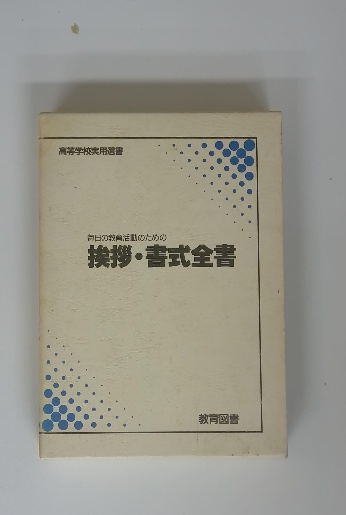 高等学校実用選書
毎日の教育活動のための
挨拶・書式全書
教育図書